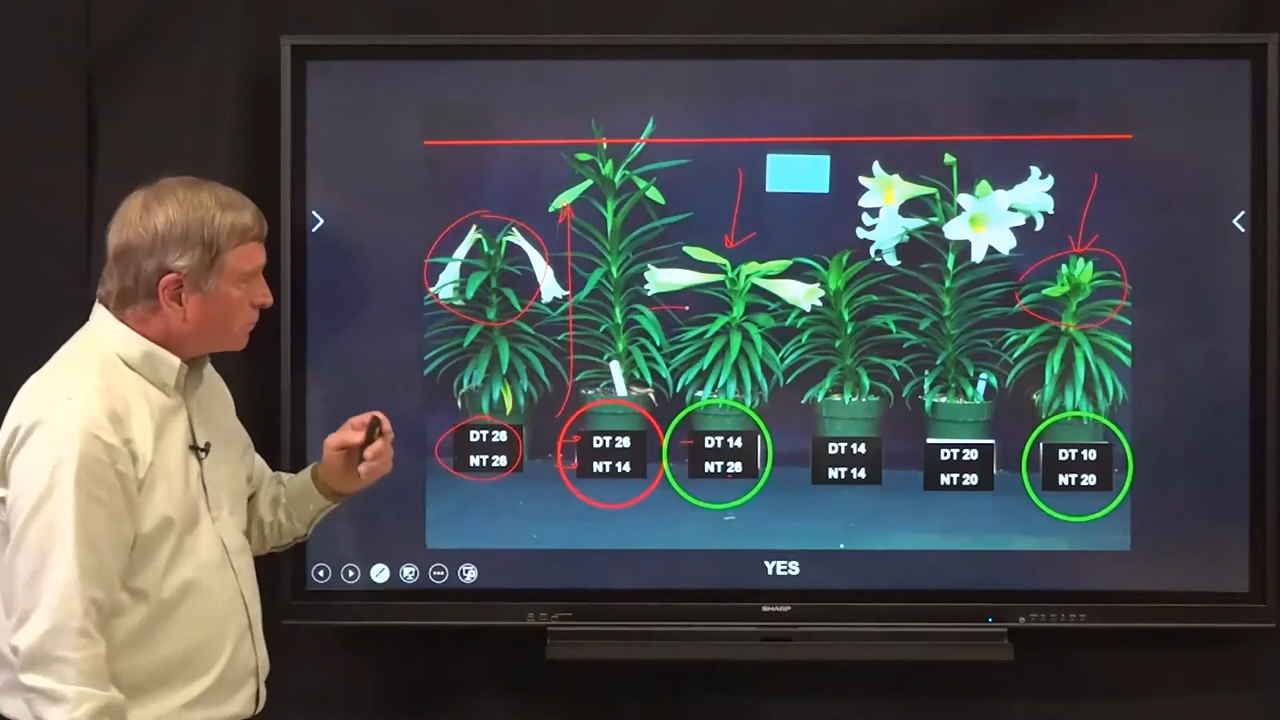 DT 26
NT 26
DT 26
NT 14
DT 14
NT 26
DT 14
NT 14
DT 20
NT 20
DT 10
NT 20
YES
SHARP